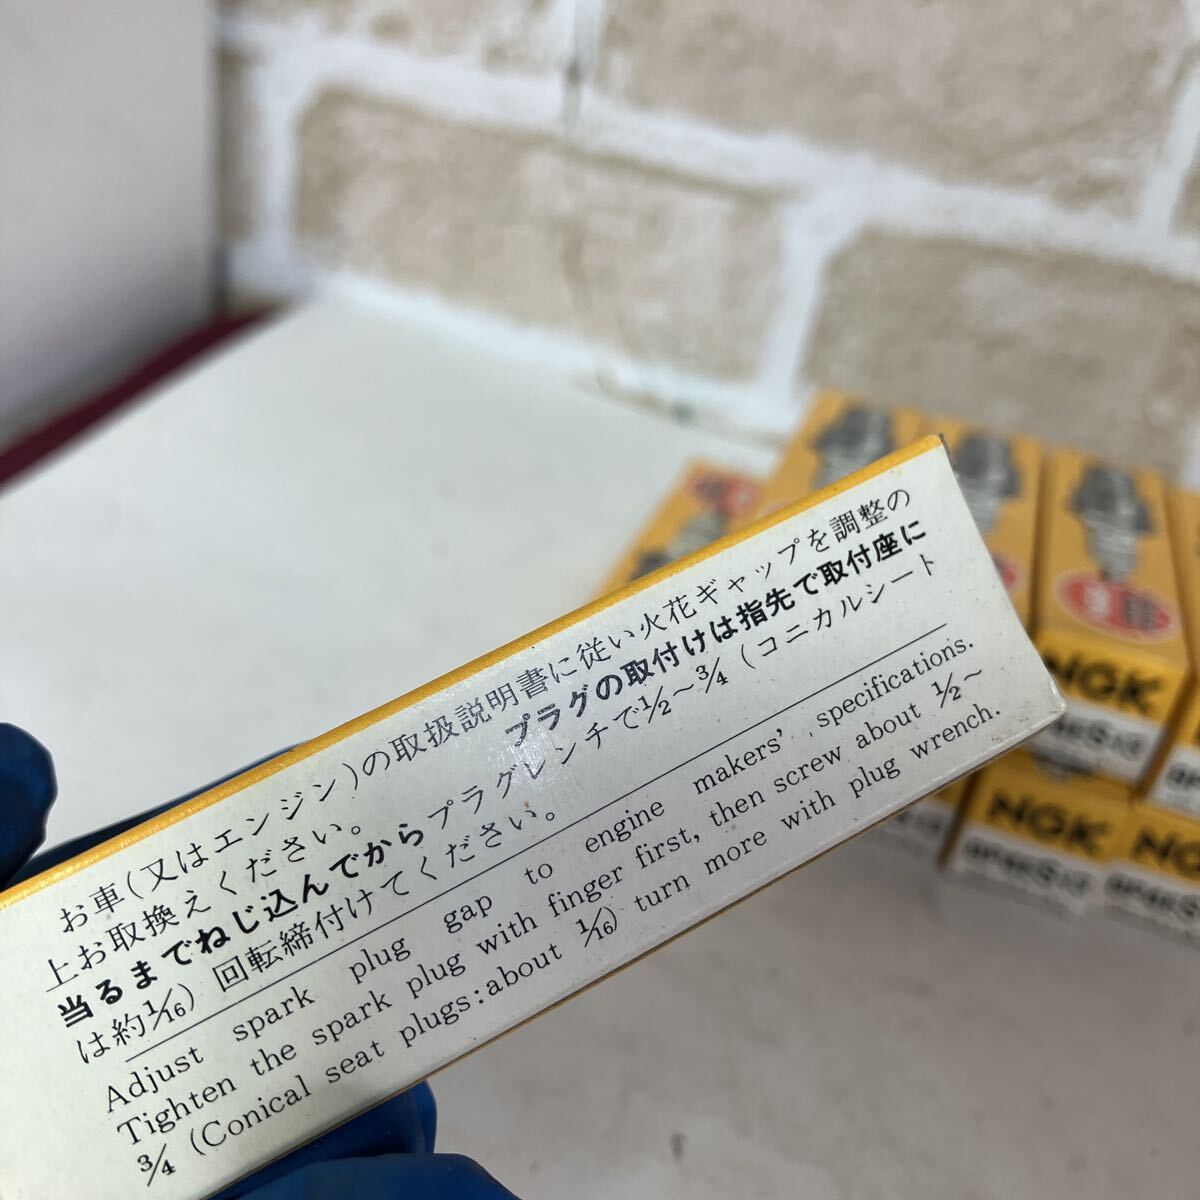 お車(又はエンジン)の取扱説明書に従い火花ギャップを調整の
上お取換えください。プラグの取付けは指先で取付座に
当るまでねじ込んでからプラグレンチで1/2〜3/4(コニカルシート
は約1/16)回転締付けてください。
Adjust spark plug gap to engine makers' specifications.
Tighten the spark plug with finger first, then screw about 1/2〜
3/4 (Conical seat plugs:about 1/16) turn more with plug wrench.
NGK
NGK